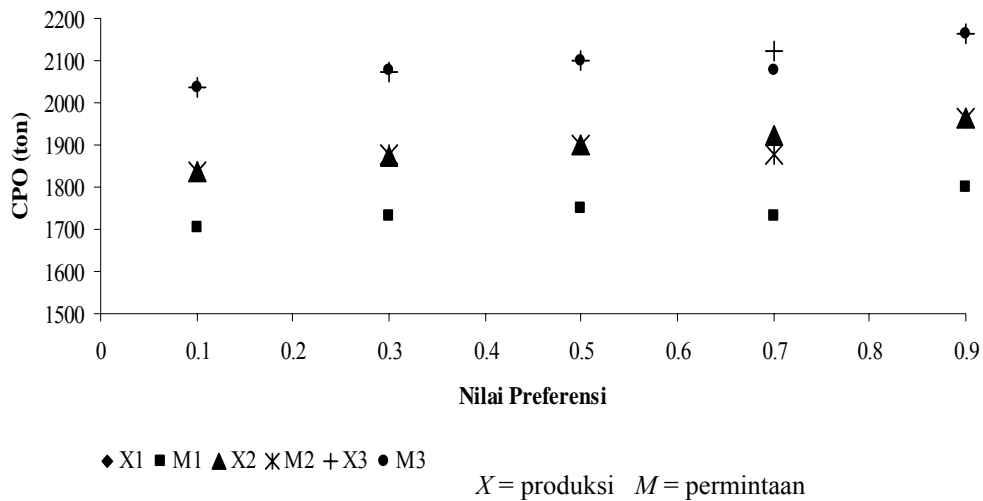 2200
2100
2000
1900
1800
1700
1600
1500
CPO (ton)
0 0.1 0.2 0.3 0.4 0.5 0.6 0.7 0.8 0.9
Nilai Preferensi
X1 M1 X2 M2 X3 M3
X = produksi M = permintaan